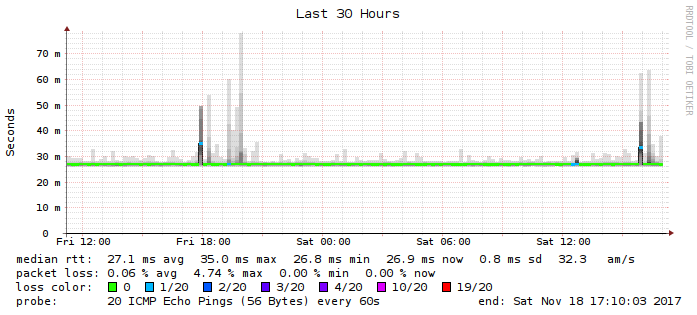 Last 30 Hours
RRDTOOL / TOBI OETIKER
Seconds
70 m
60 m
50 m
40 m
30 m
20 m
10 m
0
Fri 12:00 Fri 18:00 Sat 00:00 Sat 06:00 Sat 12:00
median rtt: 27.1 ms avg 35.0 ms max 26.8 ms min 26.9 ms now 0.8 ms sd 32.3 am/s
packet loss: 0.06 % avg 4.74 % max 0.00 % min 0.00 % now
loss color: 0 1/20 2/20 3/20 4/20 10/20 19/20
probe: 20 ICMP Echo Pings (56 Bytes) every 60s end: Sat Nov 18 17:10:03 2017